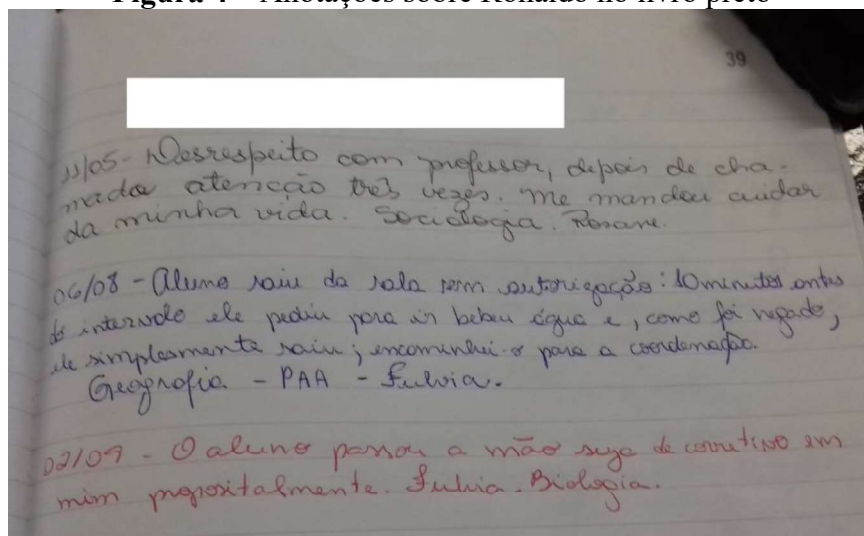 Figura 4 – Anotações sobre Ronaldo no livro preto
39
11/05 - Desrespeito com professor, depois de cha-
mada atenção três vezes. Me mandou cuidar
da minha vida. Sociologia. Rosane.
06/08 - Aluno saiu da sala sem autorização: 10 minutos antes
do intervalo ele pediu para ir beber água e, como foi negado,
ele simplesmente saiu; encaminhei-o para a coordenação.
Geografia - PAA - Fulvia.
02/09 - O aluno passou a mão suja de corretivo em
mim propositalmente. Fulvia. Biologia.